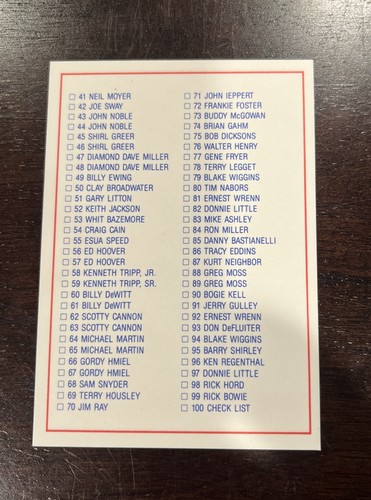 41 NEIL MOYER
42 JOE SWAY
43 JOHN NOBLE
44 JOHN NOBLE
45 SHIRL GREER
46 SHIRL GREER
47 DIAMOND DAVE MILLER
48 DIAMOND DAVE MILLER
49 BILLY EWING
50 CLAY BROADWATER
51 GARY LITTON
52 KEITH JACKSON
53 WHIT BAZEMORE
54 CRAIG CAIN
55 ESUA SPEED
56 ED HOOVER
57 ED HOOVER
58 KENNETH TRIPP, JR.
59 KENNETH TRIPP, SR.
60 BILLY DeWITT
61 BILLY DeWITT
62 SCOTTY CANNON
63 SCOTTY CANNON
64 MICHAEL MARTIN
65 MICHAEL MARTIN
66 GORDY HMIEL
67 GORDY HMIEL
68 SAM SNYDER
69 TERRY HOUSLEY
70 JIM RAY
71 JOHN IEPPERT
72 FRANKIE FOSTER
73 BUDDY McGOWAN
74 BRIAN GAHM
75 BOB DICKSONS
76 WALTER HENRY
77 GENE FRYER
78 TERRY LEGGET
79 BLAKE WIGGINS
80 TIM NABORS
81 ERNEST WRENN
82 DONNIE LITTLE
83 MIKE ASHLEY
84 RON MILLER
85 DANNY BASTIANELLI
86 TRACY EDDINS
87 KURT NEIGHBOR
88 GREG MOSS
89 GREG MOSS
90 BOGIE KELL
91 JERRY GULLEY
92 ERNEST WRENN
93 DON DeFLUITER
94 BLAKE WIGGINS
95 BARRY SHIRLEY
96 KEN REGENTHAL
97 DONNIE LITTLE
98 RICK HORD
99 RICK BOWIE
100 CHECK LIST